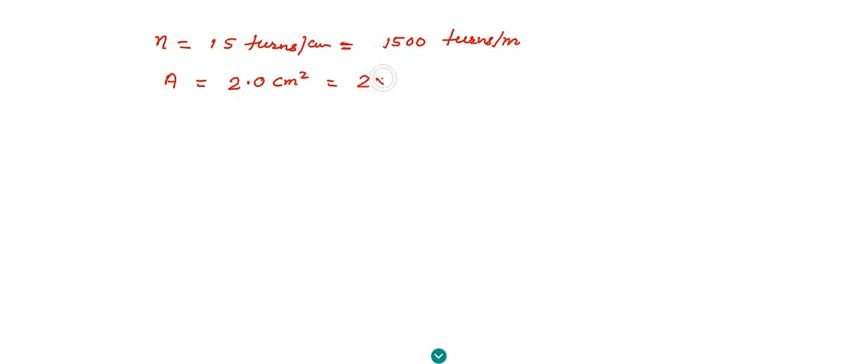 n = 15 turns/cm = 1500 turns/m
A = 2.0 cm² = 2 ×